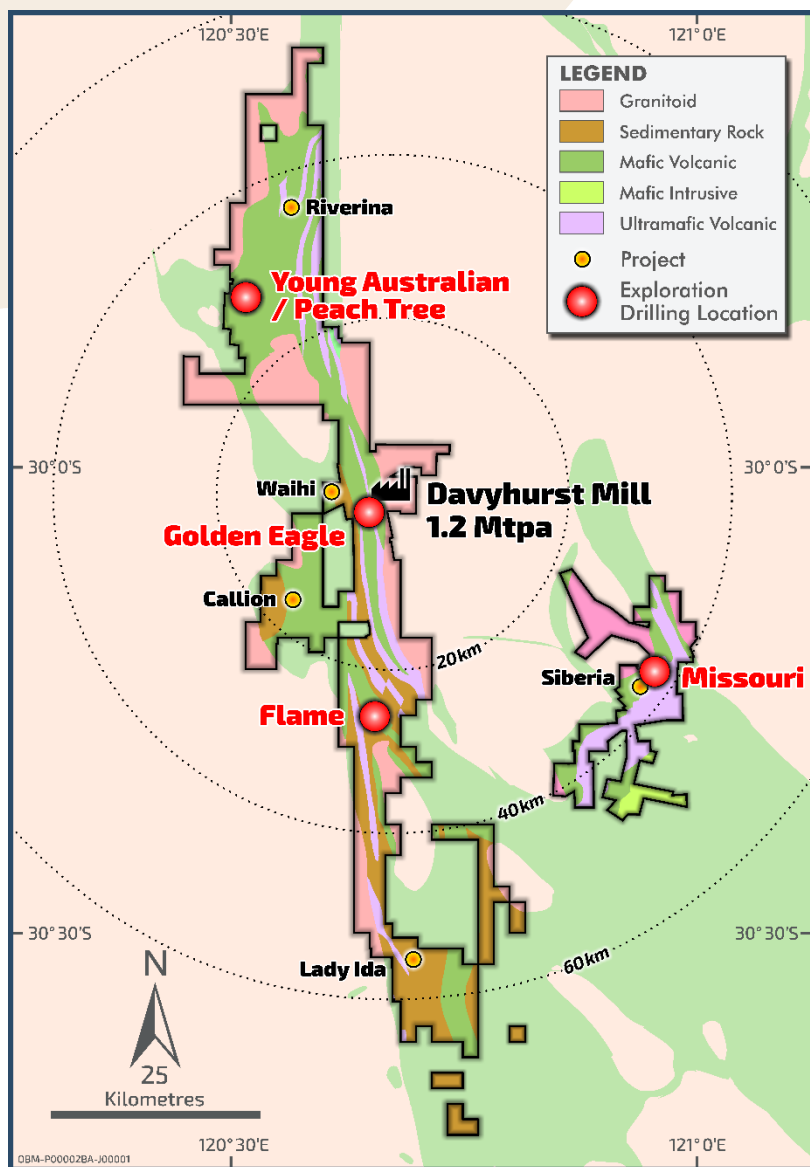 120°30'E
121°0'E
LEGEND
Granitoid
Sedimentary Rock
Mafic Volcanic
Mafic Intrusive
Ultramafic Volcanic
Project
Exploration
Drilling Location
Riverina
Young Australian
/ Peach Tree
30°0'S
30°0'S
Waihi
Davyhurst Mill
1.2 Mtpa
Golden Eagle
Callion
20km
Siberia
Missouri
Flame
40km
30°30'S
30°30'S
Lady Ida
60km
N
25
Kilometres
120°30'E
121°0'E
OBM-P00002BA-J00001